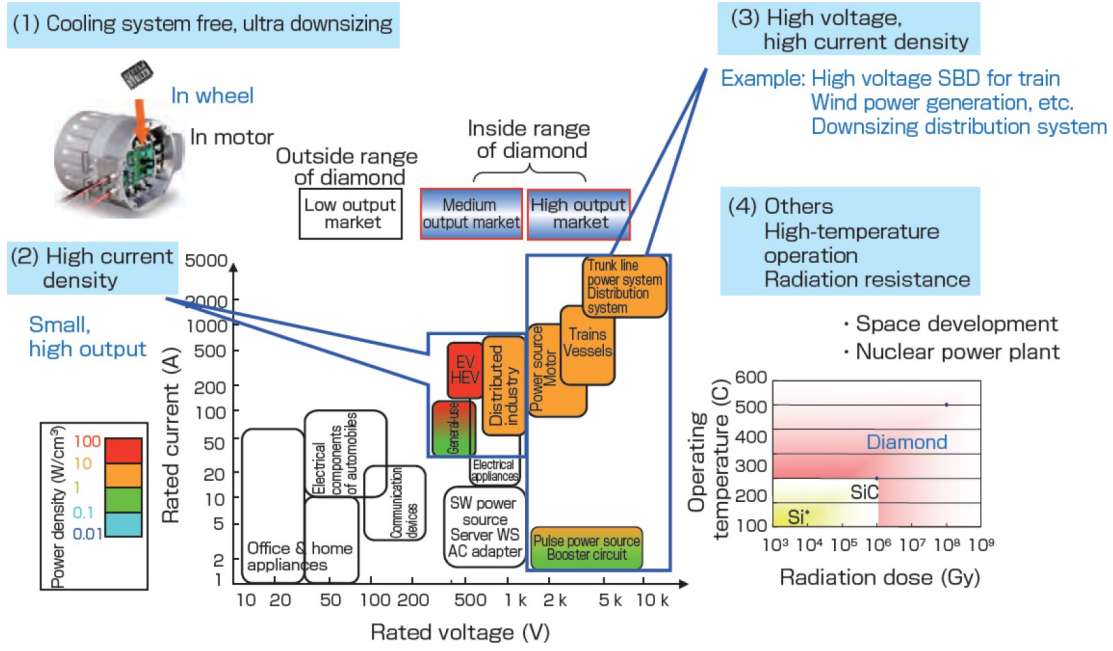 (1) Cooling system free, ultra downsizing
In wheel
In motor
(2) High current
density
Small,
high output
(3) High voltage,
high current density
Example: High voltage SBD for train
Wind power generation, etc.
Downsizing distribution system
(4) Others
High-temperature
operation
Radiation resistance
・Space development
・Nuclear power plant
Outside range
of diamond
Inside range
of diamond
Low output
market
Medium
output market
High output
market
Power density (W/cm³)
100
10
1
0.1
0.01
Rated current (A)
5000
2000
1000
500
200
100
50
20
10
5
2
1
Trunk line
power system
Distribution
system
Trains
Vessels
Power source
Motor
Distributed
industry
EV
HEV
General-use
Electrical
appliances
Electrical
components
of automobiles
Communication
devices
SW power
source
Server WS
AC adapter
Office & home
appliances
Pulse power source
Booster circuit
10 20 50 100 200 500 1 k 2 k 5 k 10 k
Rated voltage (V)
Operating
temperature (C)
600
500
400
300
200
100
Diamond
SiC
Si
10³ 10⁴ 10⁵ 10⁶ 10⁷ 10⁸ 10⁹
Radiation dose (Gy)